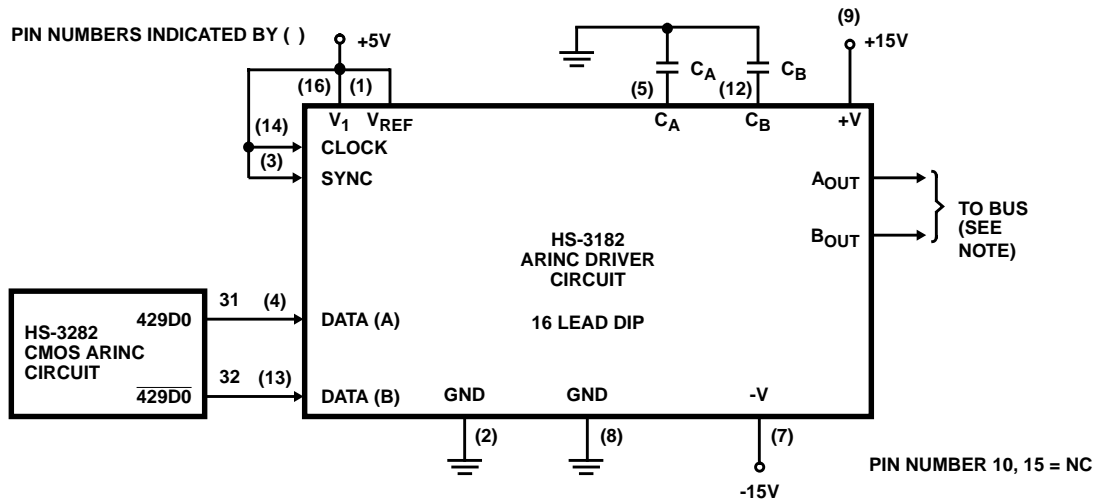 PIN NUMBERS INDICATED BY ( )
+5V
(9)
+15V
(16)
(1)
(5)
CA
(12)
CB
V1
VREF
CA
CB
+V
(14)
CLOCK
(3)
SYNC
AOUT
BOUT
TO BUS
(SEE
NOTE)
HS-3182
ARINC DRIVER
CIRCUIT
16 LEAD DIP
HS-3282
CMOS ARINC
CIRCUIT
429D0
31
(4)
DATA (A)
429D0
32
(13)
DATA (B)
GND
GND
-V
(2)
(8)
(7)
-15V
PIN NUMBER 10, 15 = NC